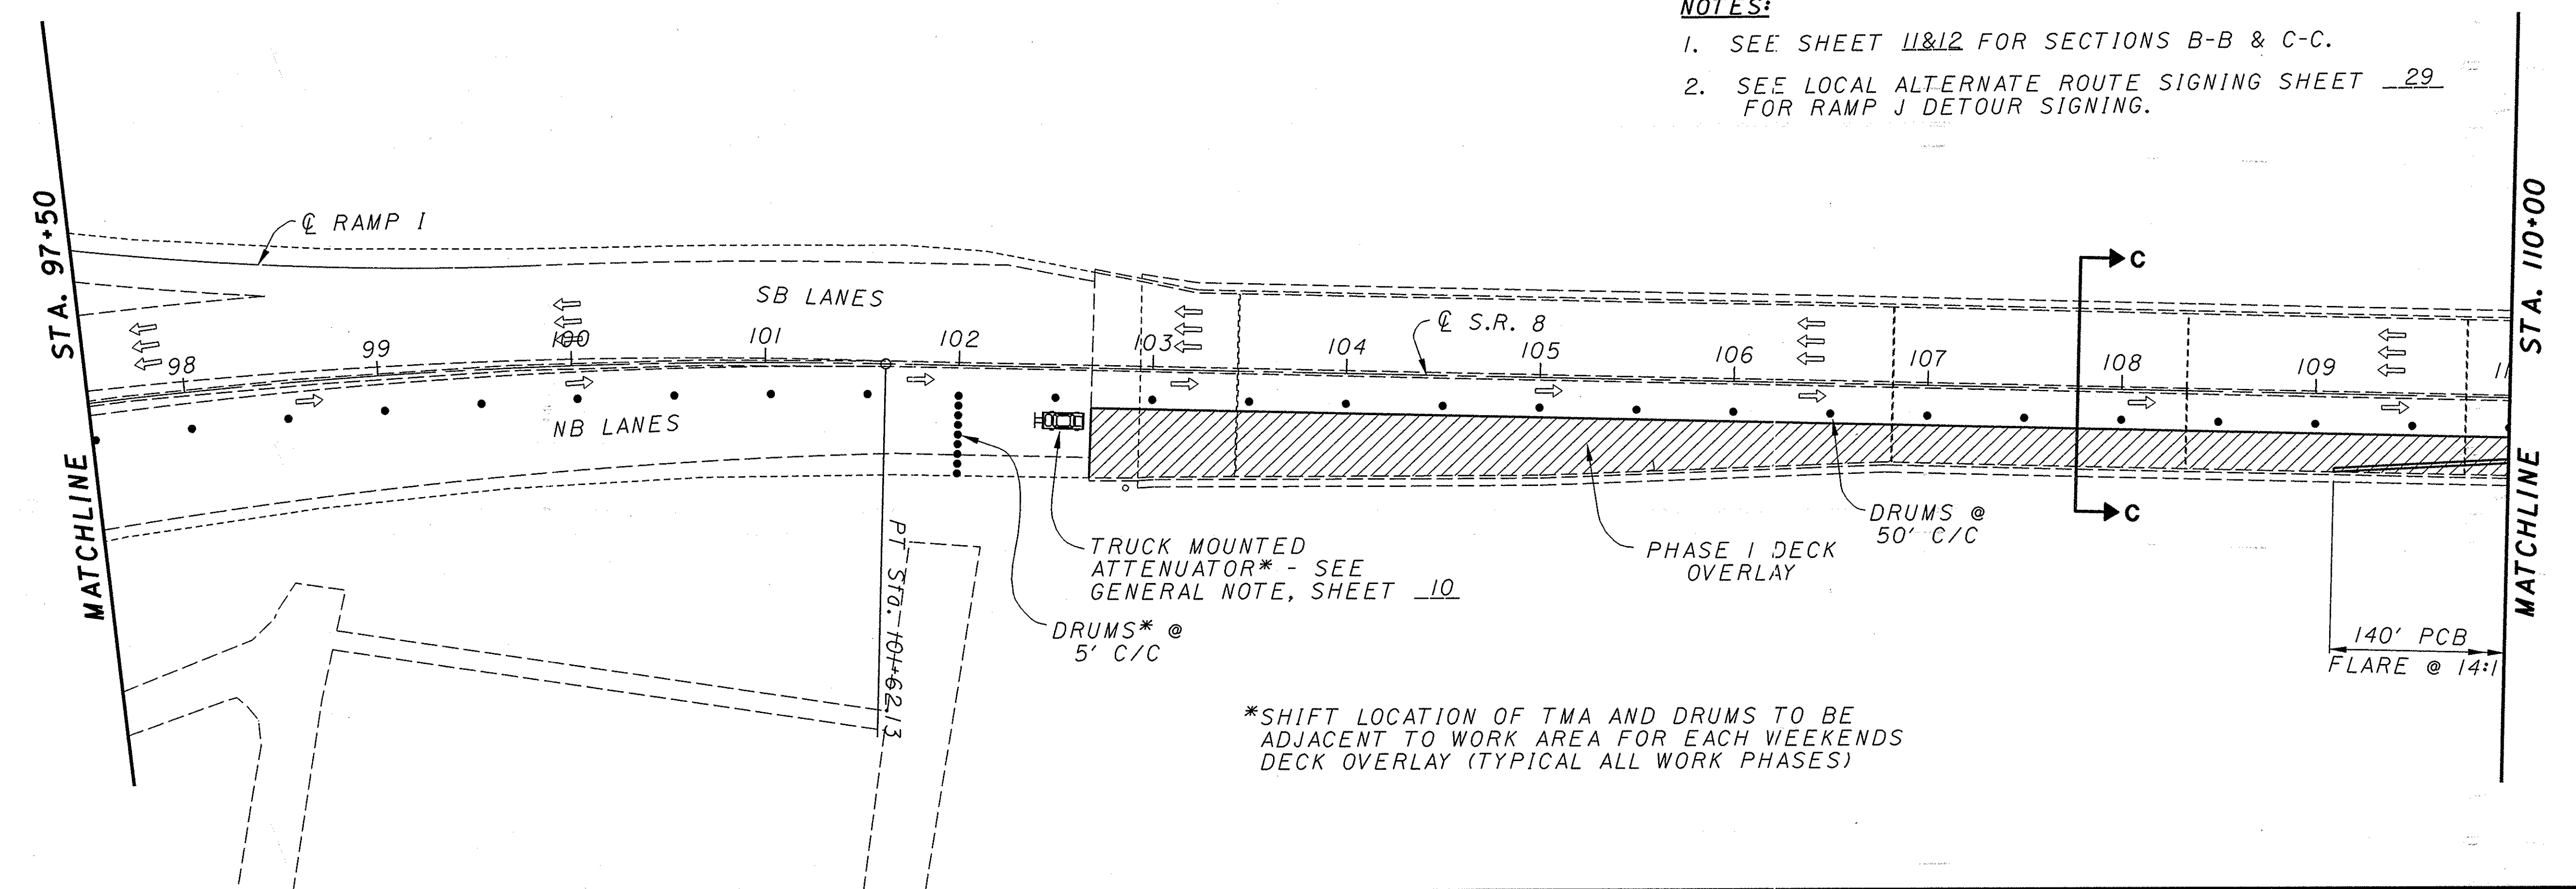 NOTES:
1. SEE SHEET 11&12 FOR SECTIONS B-B & C-C.
2. SEE LOCAL ALTERNATE ROUTE SIGNING SHEET 29
FOR RAMP J DETOUR SIGNING.
MATCHLINE STA. 97+50
℄ RAMP I
SB LANES
℄ S.R. 8
98
99
100
101
102
103
104
105
106
107
108
109
11
NB LANES
C
C
MATCHLINE STA. 110+00
PT Sta. 101+62.13
TRUCK MOUNTED
ATTENUATOR* - SEE
GENERAL NOTE, SHEET 10
DRUMS* @
5' C/C
PHASE 1 DECK
OVERLAY
DRUMS @
50' C/C
140' PCB
FLARE @ 14:1
*SHIFT LOCATION OF TMA AND DRUMS TO BE
ADJACENT TO WORK AREA FOR EACH WEEKENDS
DECK OVERLAY (TYPICAL ALL WORK PHASES)